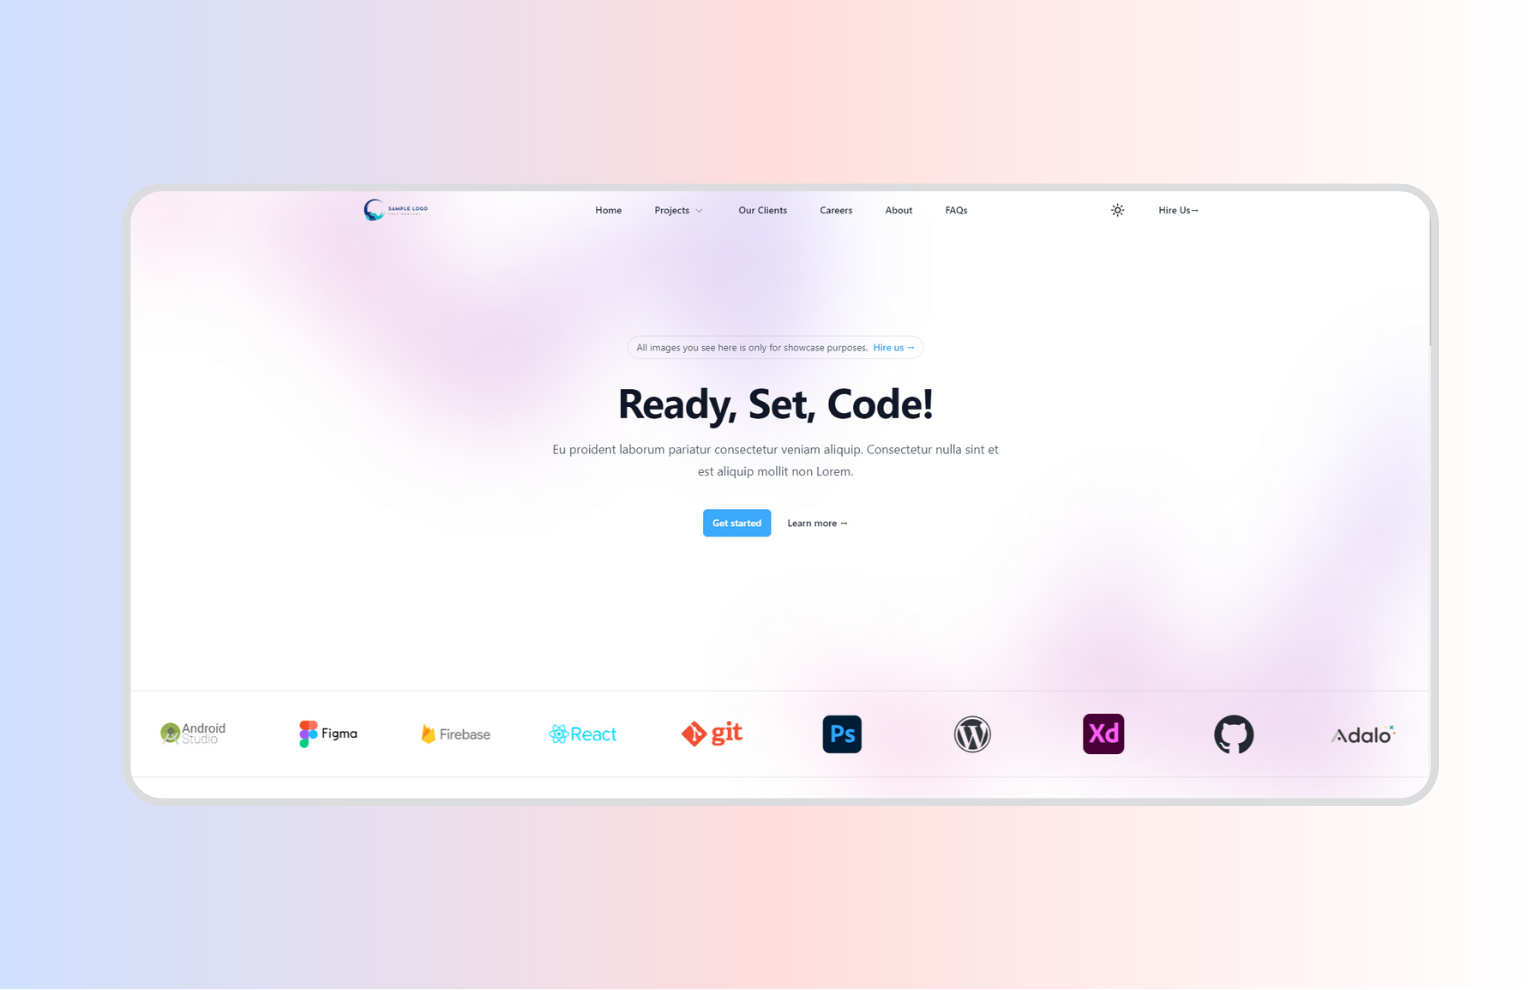 SAMPLE LOGO
Home
Projects
Our Clients
Careers
About
FAQs
Hire Us→
All images you see here is only for showcase purposes. Hire us →
Ready, Set, Code!
Eu proident laborum pariatur consectetur veniam aliquip. Consectetur nulla sint et
est aliquip mollit non Lorem.
Get started
Learn more →
Android
Studio
Figma
Firebase
React
git
Ps
Xd
Adalo